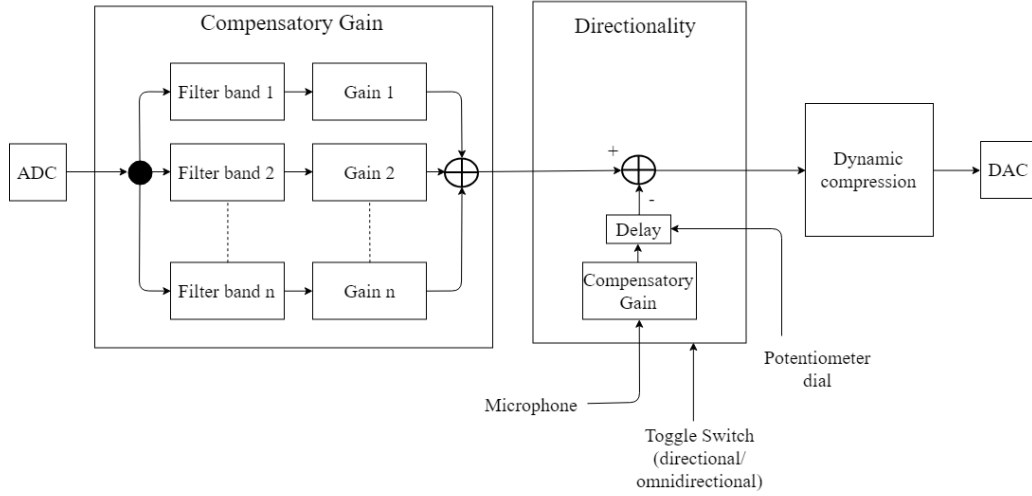 Compensatory Gain
Directionality
ADC
Filter band 1
Gain 1
Filter band 2
Gain 2
Filter band n
Gain n
+
-
Delay
Compensatory
Gain
Dynamic
compression
DAC
Microphone
Potentiometer
dial
Toggle Switch
(directional/
omnidirectional)